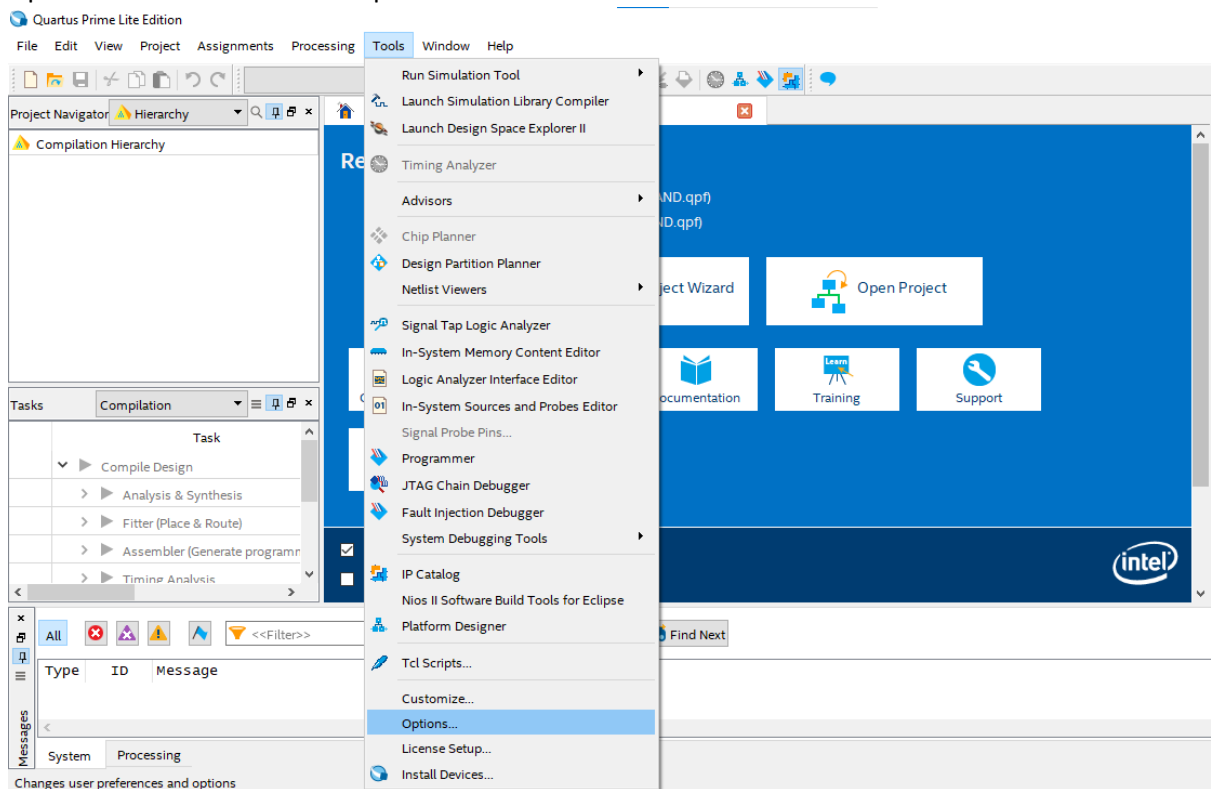 Quartus Prime Lite Edition
File Edit View Project Assignments Processing Tools Window Help
Project Navigator Hierarchy
Compilation Hierarchy
Run Simulation Tool
Launch Simulation Library Compiler
Launch Design Space Explorer II
Timing Analyzer
Advisors
Chip Planner
Design Partition Planner
Netlist Viewers
Signal Tap Logic Analyzer
In-System Memory Content Editor
Logic Analyzer Interface Editor
In-System Sources and Probes Editor
Signal Probe Pins...
Programmer
JTAG Chain Debugger
Fault Injection Debugger
System Debugging Tools
IP Catalog
Nios II Software Build Tools for Eclipse
Platform Designer
Tcl Scripts...
Customize...
Options...
License Setup...
Install Devices...
Re
AND.qpf)
ND.qpf)
ject Wizard
Open Project
ocumentation
Learn
Training
Support
intel
Tasks Compilation
Task
Compile Design
Analysis & Synthesis
Fitter (Place & Route)
Assembler (Generate programm
Timing Analysis
All <<Filter>> Find Next
Type ID Message
Messages
System Processing
Changes user preferences and options